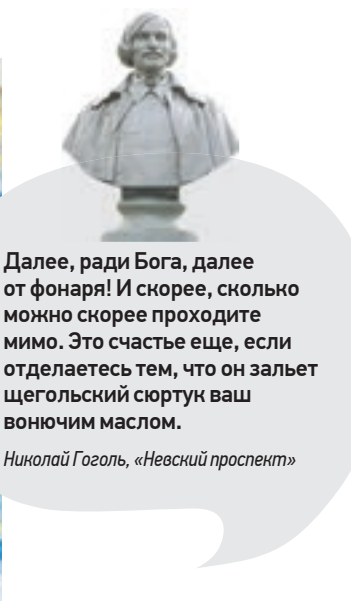 Далее, ради Бога, далее
от фонаря! И скорее, сколько
можно скорее проходите
мимо. Это счастье еще, если
отделаетесь тем, что он зальет
щегольский сюртук ваш
вонючим маслом.
Николай Гоголь, «Невский проспект»